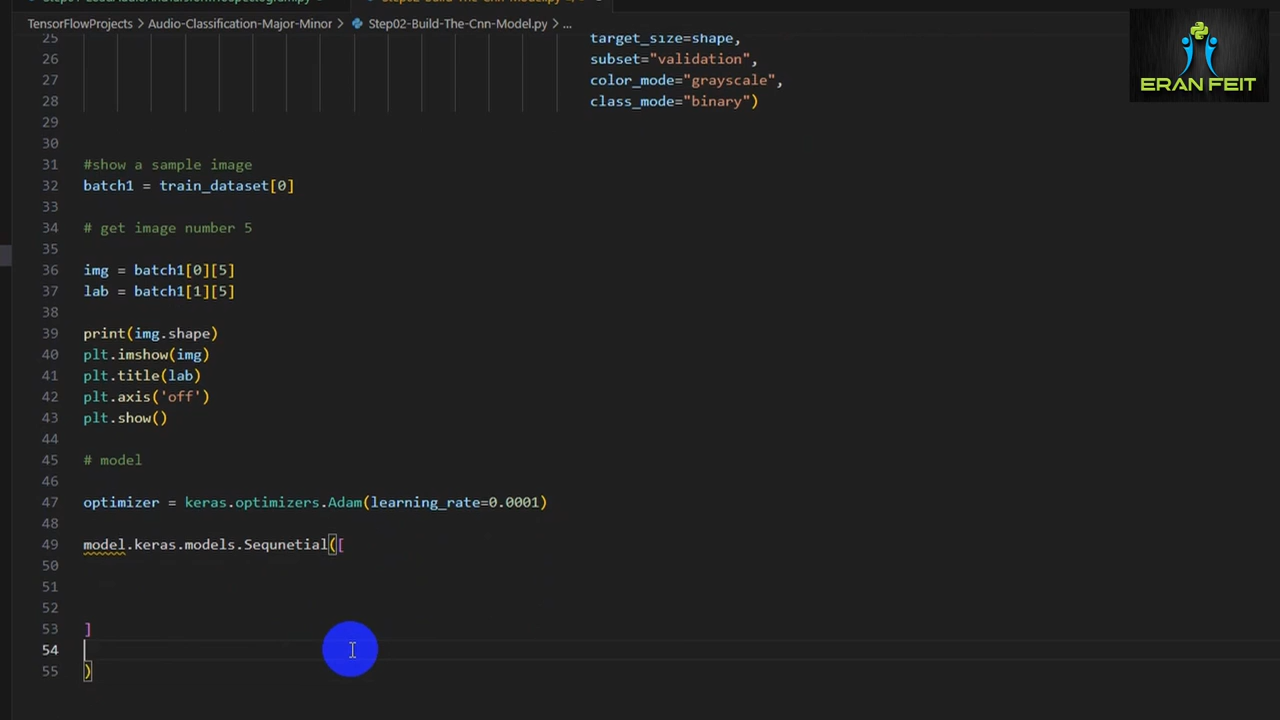 TensorFlowProjects > Audio-Classification-Major-Minor > Step02-Build-The-Cnn-Model.py > ...
ERAN FEIT
25 target_size=shape,
26 subset="validation",
27 color_mode="grayscale",
28 class_mode="binary")
29
30
31 #show a sample image
32 batch1 = train_dataset[0]
33
34 # get image number 5
35
36 img = batch1[0][5]
37 lab = batch1[1][5]
38
39 print(img.shape)
40 plt.imshow(img)
41 plt.title(lab)
42 plt.axis('off')
43 plt.show()
44
45 # model
46
47 optimizer = keras.optimizers.Adam(learning_rate=0.0001)
48
49 model.keras.models.Sequnetial([
50
51
52
53 ]
54
55 )